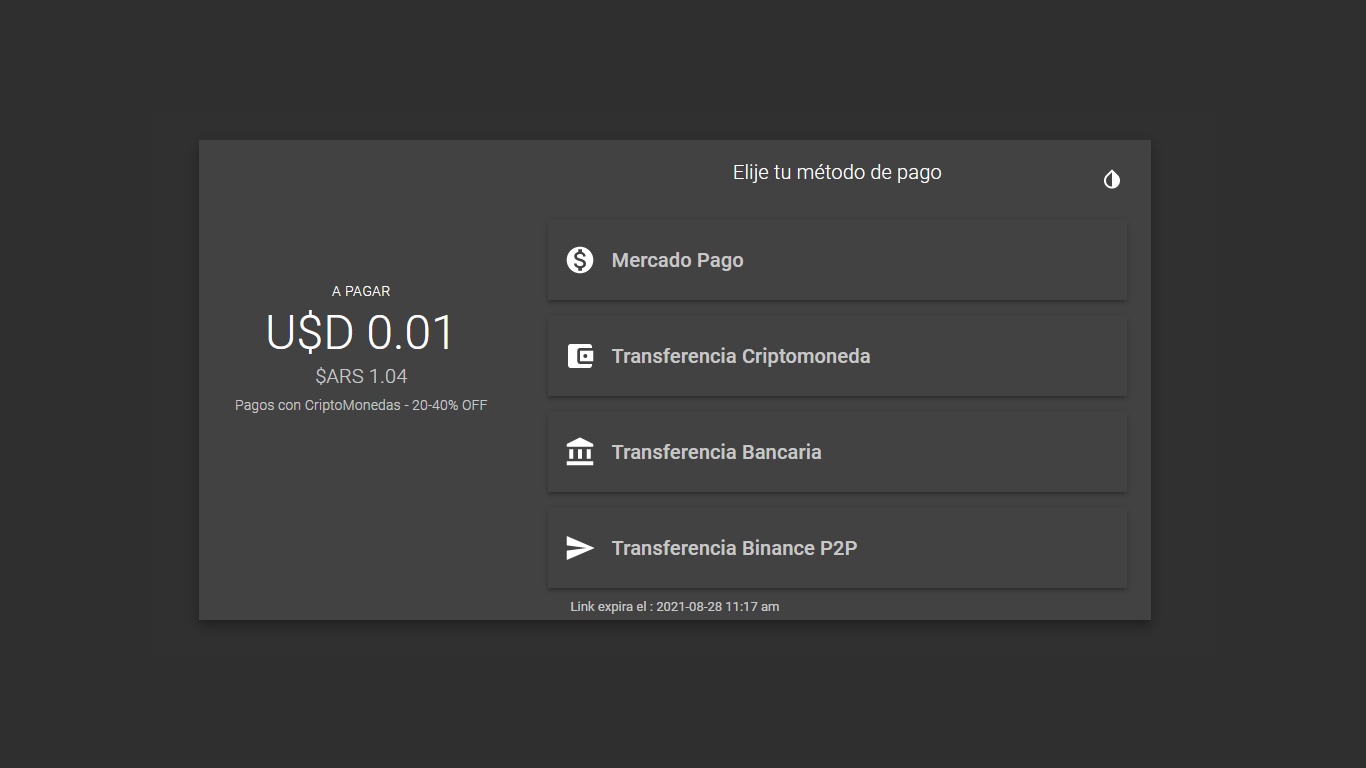 Elije tu método de pago
A PAGAR
U$D 0.01
$ARS 1.04
Pagos con CriptoMonedas - 20-40% OFF
Mercado Pago
Transferencia Criptomoneda
Transferencia Bancaria
Transferencia Binance P2P
Link expira el : 2021-08-28 11:17 am